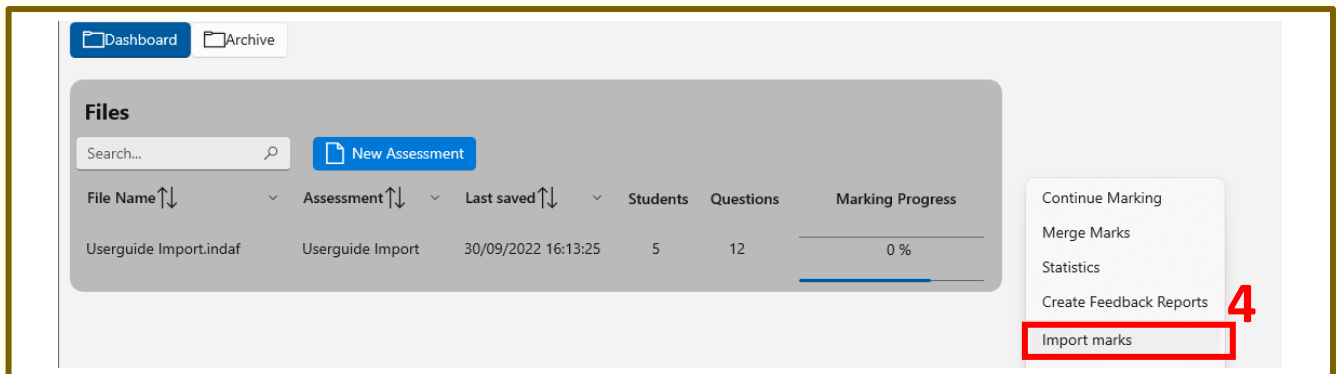 Dashboard Archive
Files
Search... New Assessment
File Name Assessment Last saved Students Questions Marking Progress
Userguide Import.indaf Userguide Import 30/09/2022 16:13:25 5 12 0 %
Continue Marking
Merge Marks
Statistics
Create Feedback Reports
4
Import marks